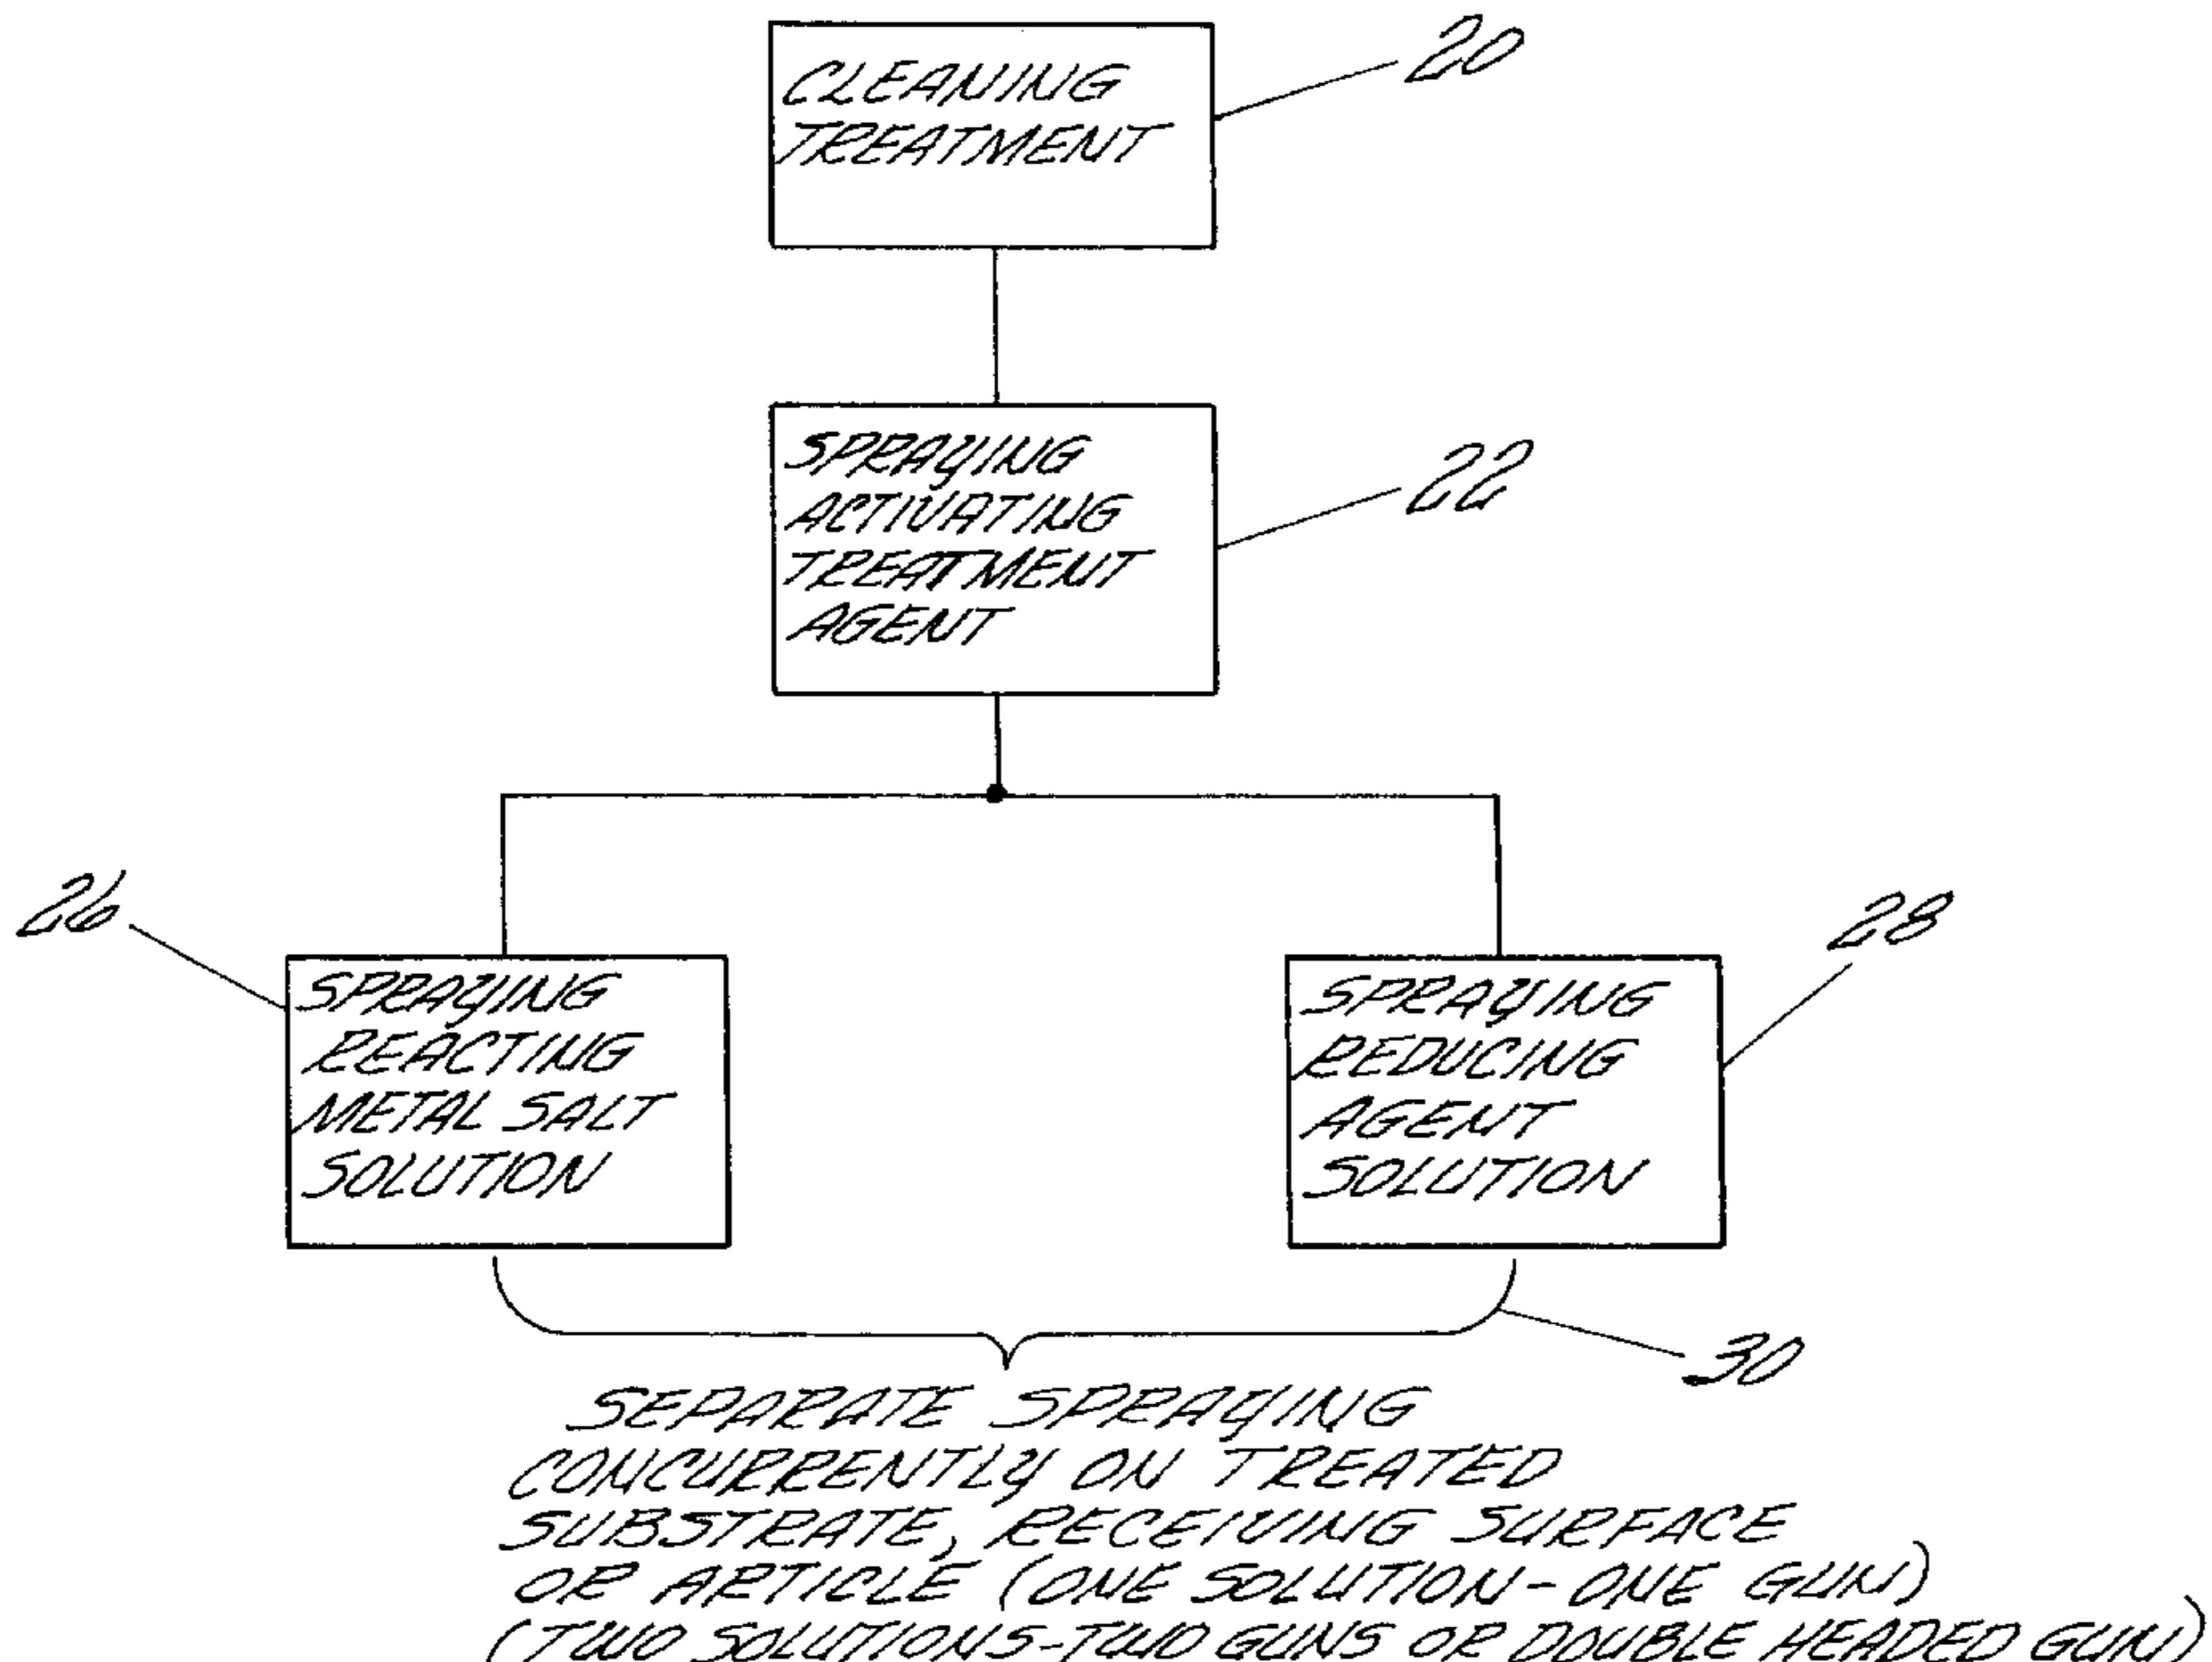 CLEANING
TREATMENT
20
SPRAYING
ACTIVATING
TREATMENT
AGENT
22
26
SPRAYING
REACTING
METAL SALT
SOLUTION
28
SPRAYING
REDUCING
AGENT
SOLUTION
30
SEPARATE SPRAYING
CONCURRENTLY ON TREATED
SUBSTRATE, RECEIVING SURFACE
OR ARTICLE (ONE SOLUTION - ONE GUN)
(TWO SOLUTIONS - TWO GUNS OR DOUBLE HEADED GUN)